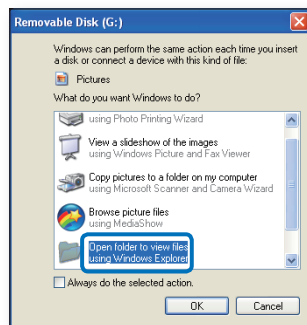 Removable Disk (G:)
Windows can perform the same action each time you insert
a disk or connect a device with this kind of file:
Pictures
What do you want Windows to do?
using Photo Printing Wizard
View a slideshow of the images
using Windows Picture and Fax Viewer
Copy pictures to a folder on my computer
using Microsoft Scanner and Camera Wizard
Browse picture files
using MediaShow
Open folder to view files
using Windows Explorer
Always do the selected action.
OK
Cancel